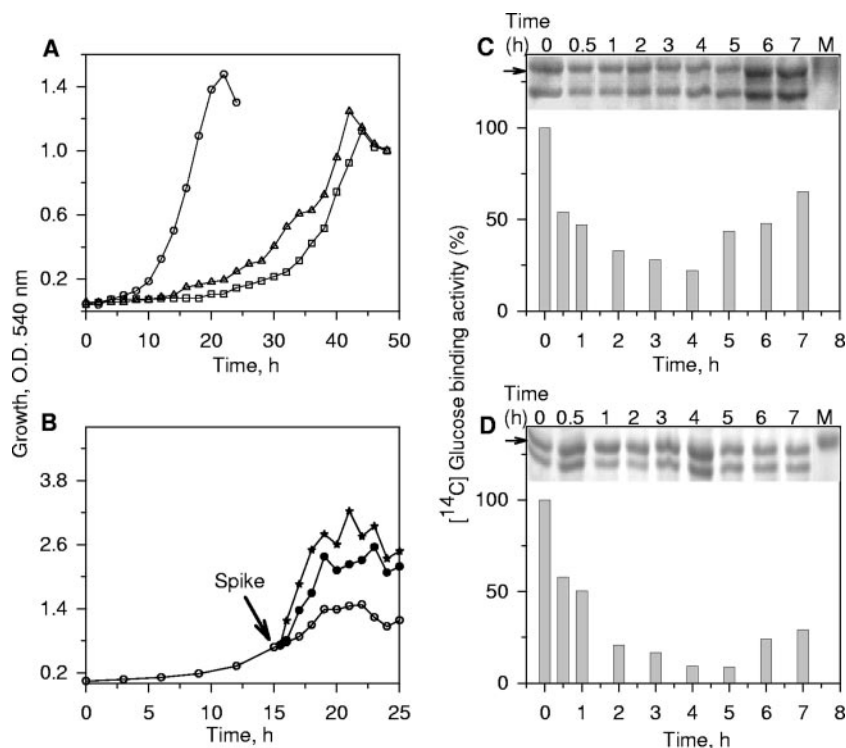 A
1.4
1.0
0.6
0.2
0 10 20 30 40 50
Time, h
Growth, O.D. 540 nm
B
3.8
2.6
1.4
0.2
Spike
0 5 10 15 20 25
Time, h
Time
C (h) 0 0.5 1 2 3 4 5 6 7 M
100
50
0
0 1 2 3 4 5 6 7 8
Time, h
[14C] Glucose binding activity (%)
Time
D (h) 0 0.5 1 2 3 4 5 6 7 M
100
50
0
0 1 2 3 4 5 6 7 8
Time, h